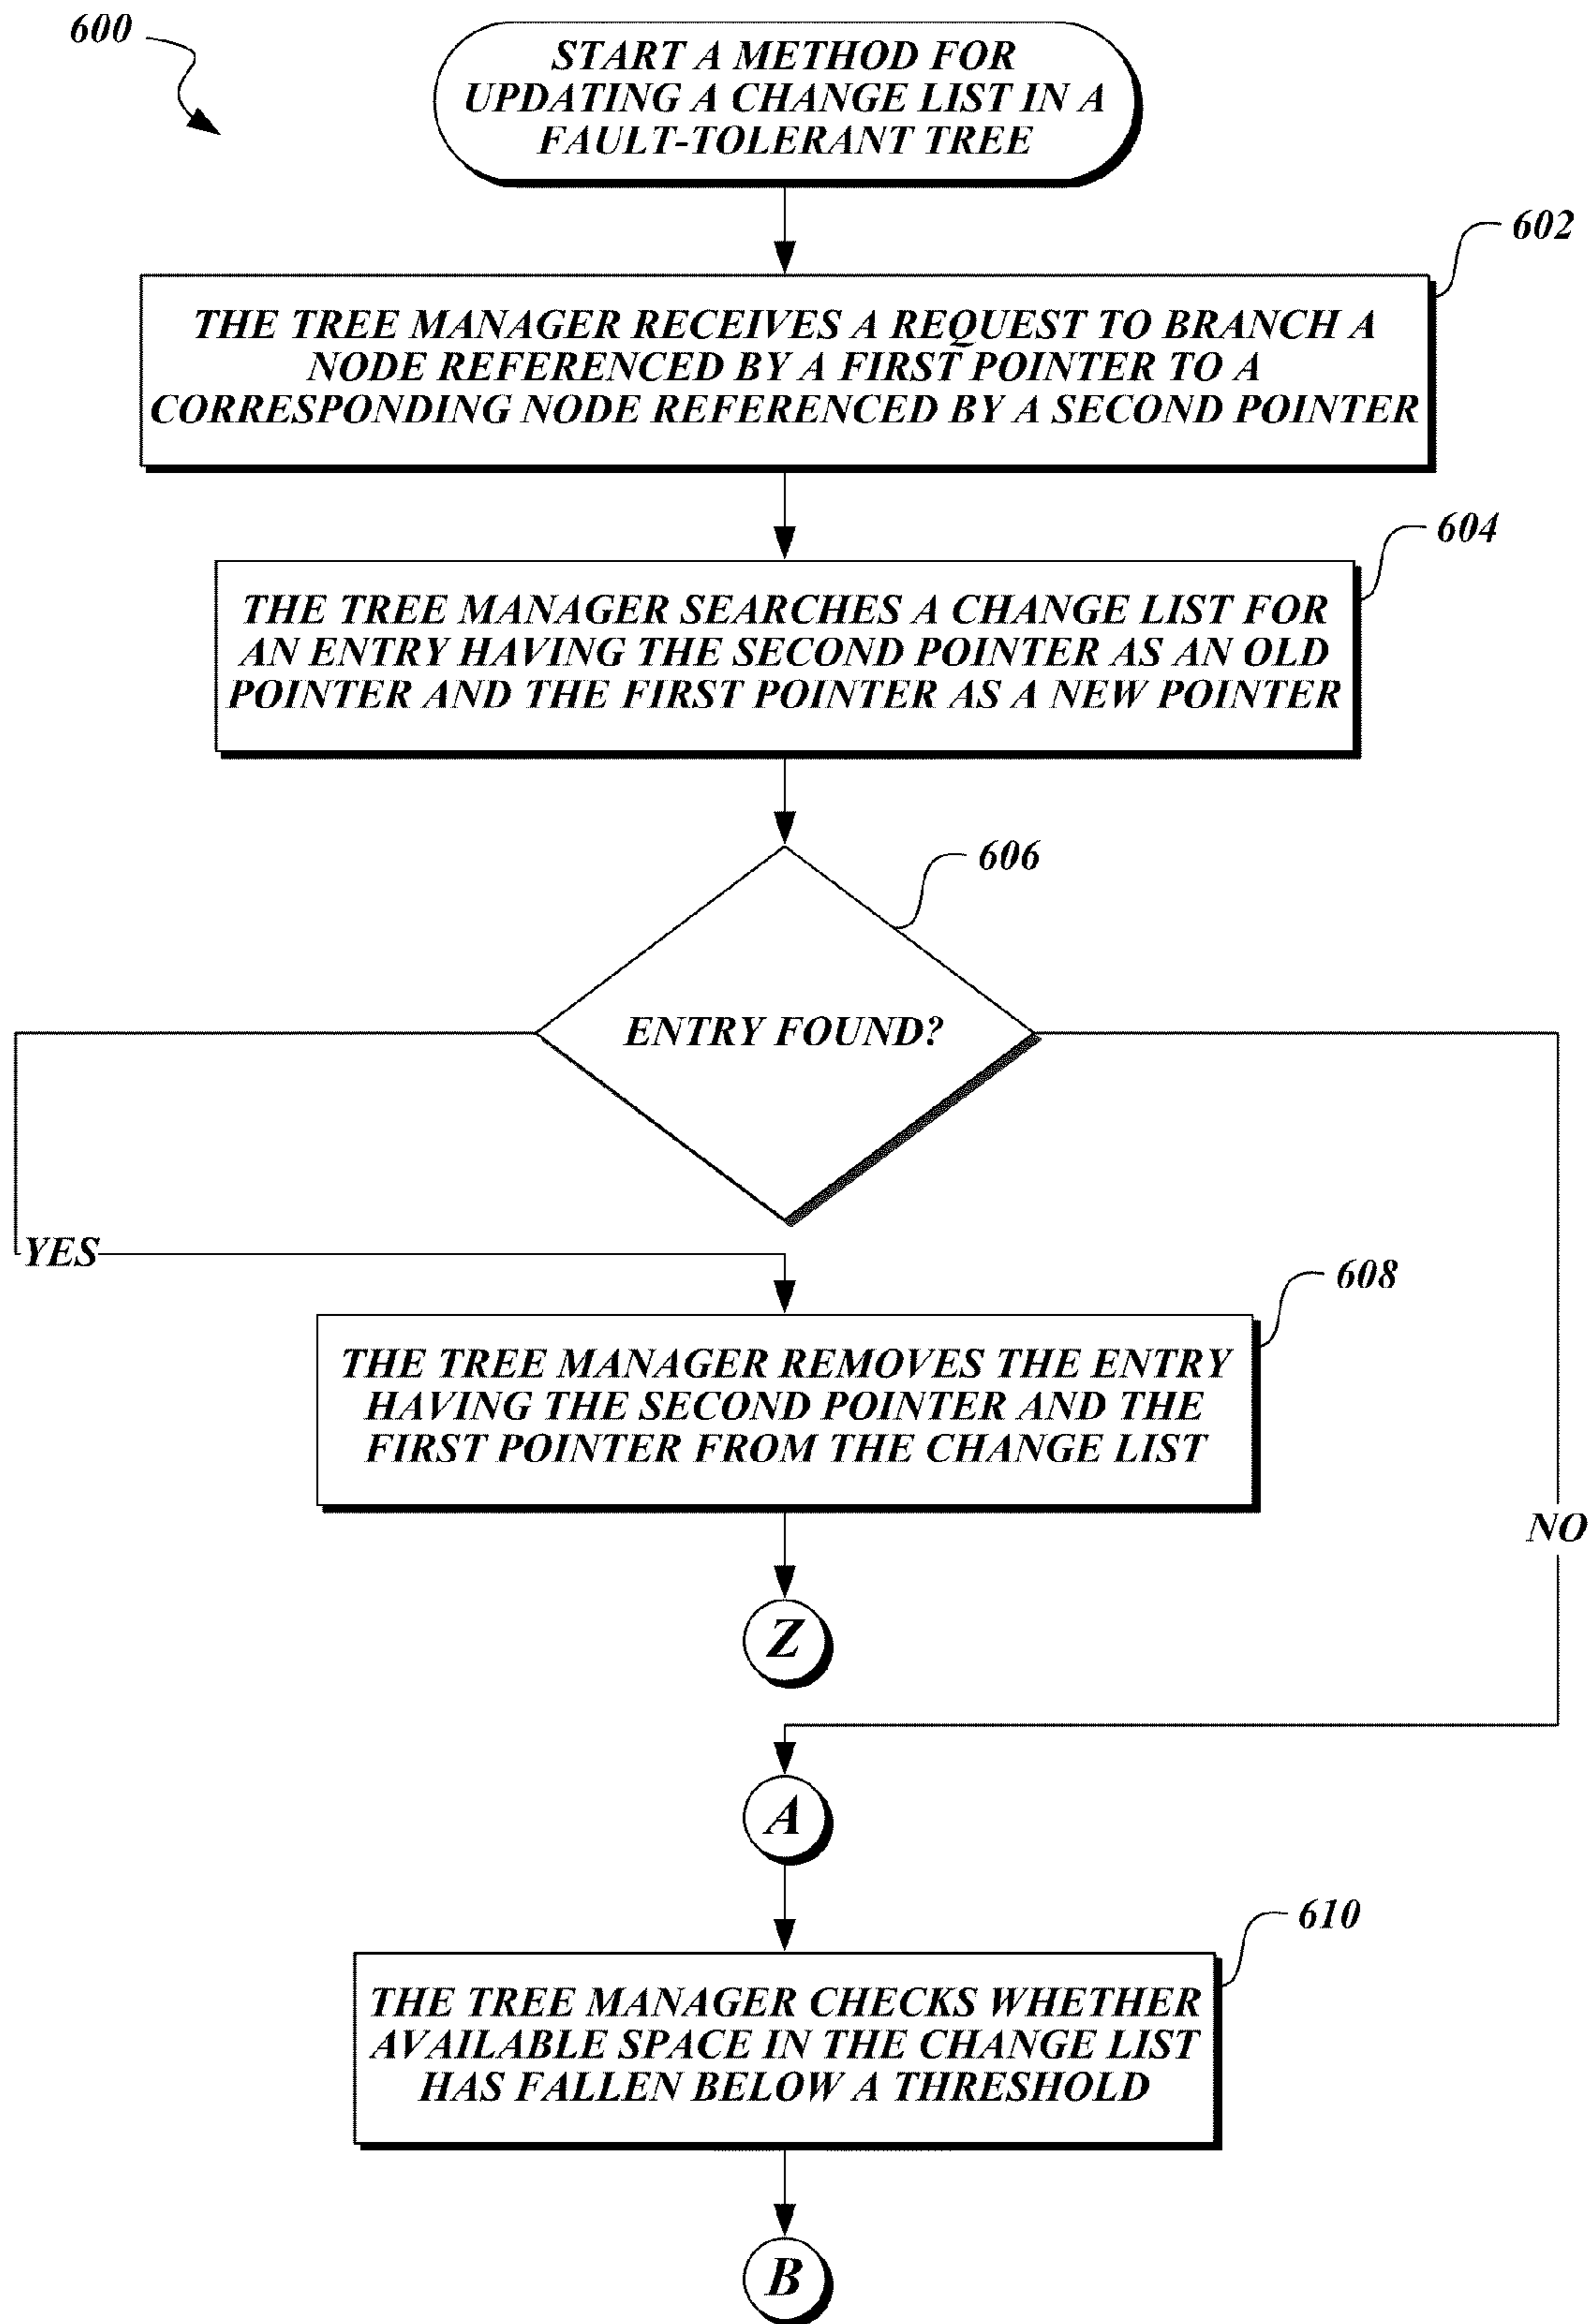 600
START A METHOD FOR
UPDATING A CHANGE LIST IN A
FAULT-TOLERANT TREE
602
THE TREE MANAGER RECEIVES A REQUEST TO BRANCH A
NODE REFERENCED BY A FIRST POINTER TO A
CORRESPONDING NODE REFERENCED BY A SECOND POINTER
604
THE TREE MANAGER SEARCHES A CHANGE LIST FOR
AN ENTRY HAVING THE SECOND POINTER AS AN OLD
POINTER AND THE FIRST POINTER AS A NEW POINTER
606
ENTRY FOUND?
YES
608
THE TREE MANAGER REMOVES THE ENTRY
HAVING THE SECOND POINTER AND THE
FIRST POINTER FROM THE CHANGE LIST
NO
Z
A
610
THE TREE MANAGER CHECKS WHETHER
AVAILABLE SPACE IN THE CHANGE LIST
HAS FALLEN BELOW A THRESHOLD
B